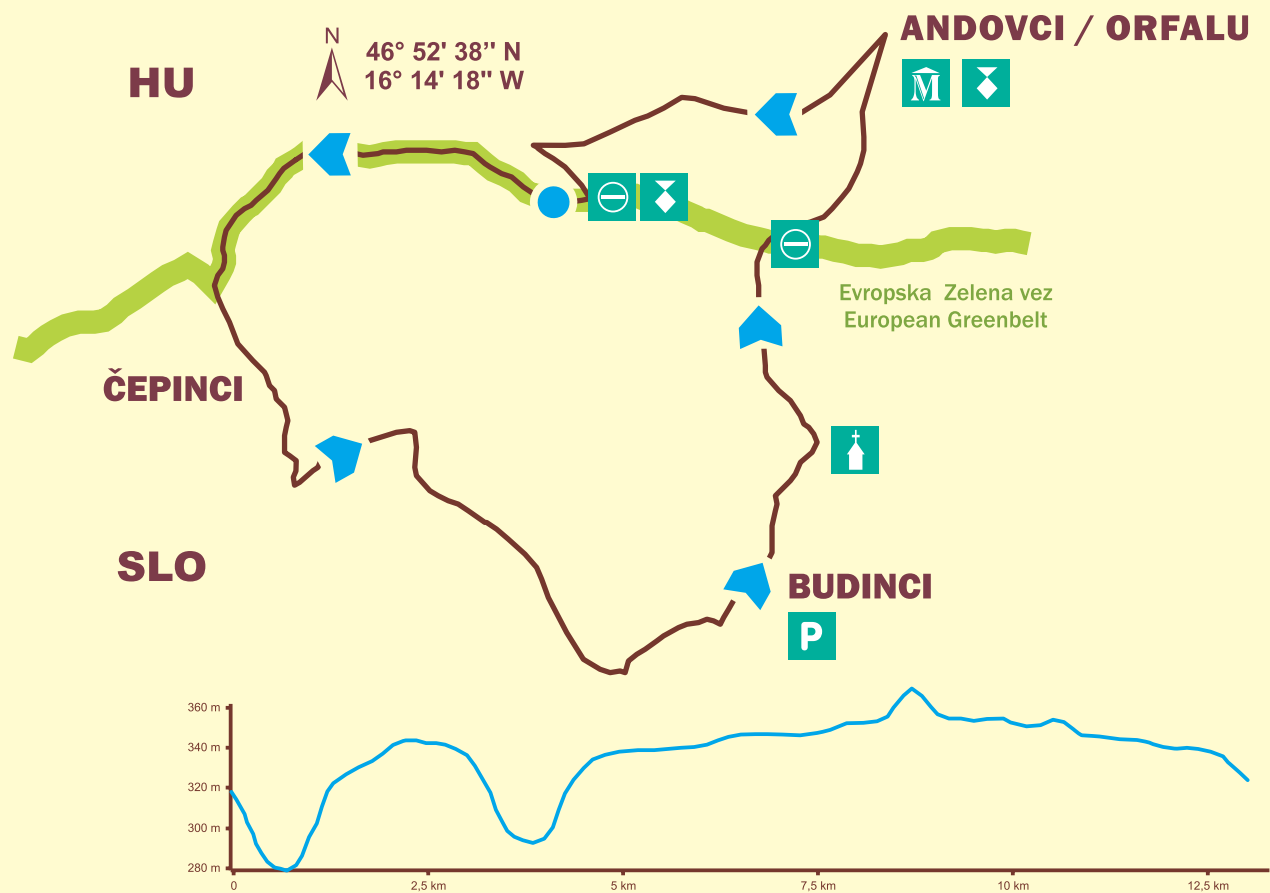 ANDOVCI / ORFALU
N
46° 52' 38’’ N
16° 14' 18’’ W
HU
M
Evropska Zelena vez
European Greenbelt
ČEPINCI
SLO
BUDINCI
P
360 m
340 m
320 m
300 m
280 m
0 2,5 km 5 km 7,5 km 10 km 12,5 km